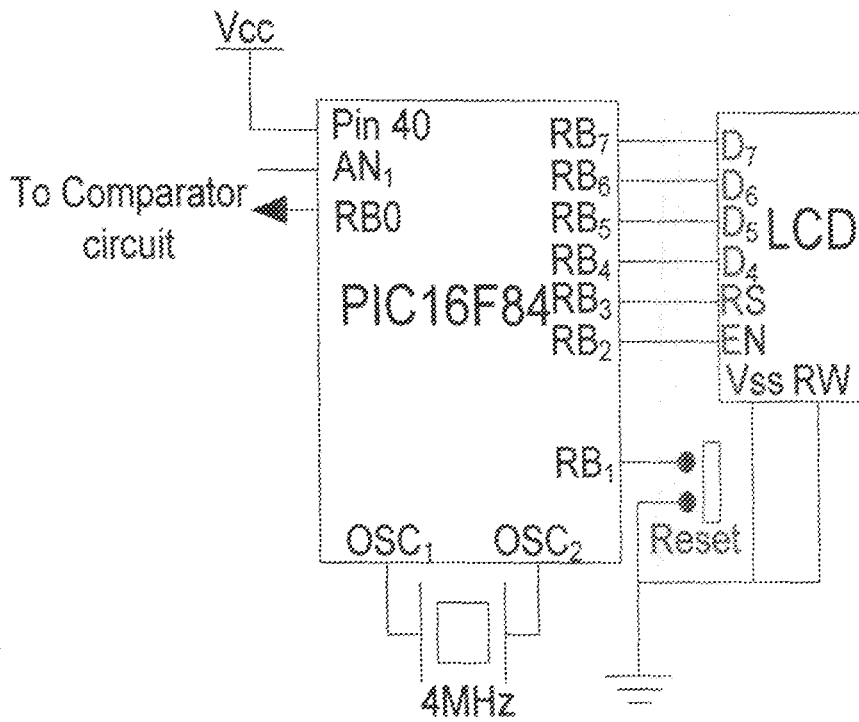 Vcc
Pin 40
AN₁
To Comparator
circuit
RB0
PIC16F84
RB₇
RB₆
RB₅
RB₄
RB₃
RB₂
RB₁
D₇
D₆
D₅
D₄
RS
EN
LCD
Vss RW
Reset
OSC₁
OSC₂
4MHz